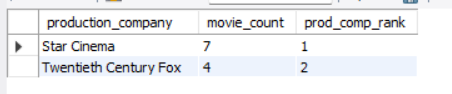 production_company movie_count prod_comp_rank
Star Cinema 7 1
Twentieth Century Fox 4 2